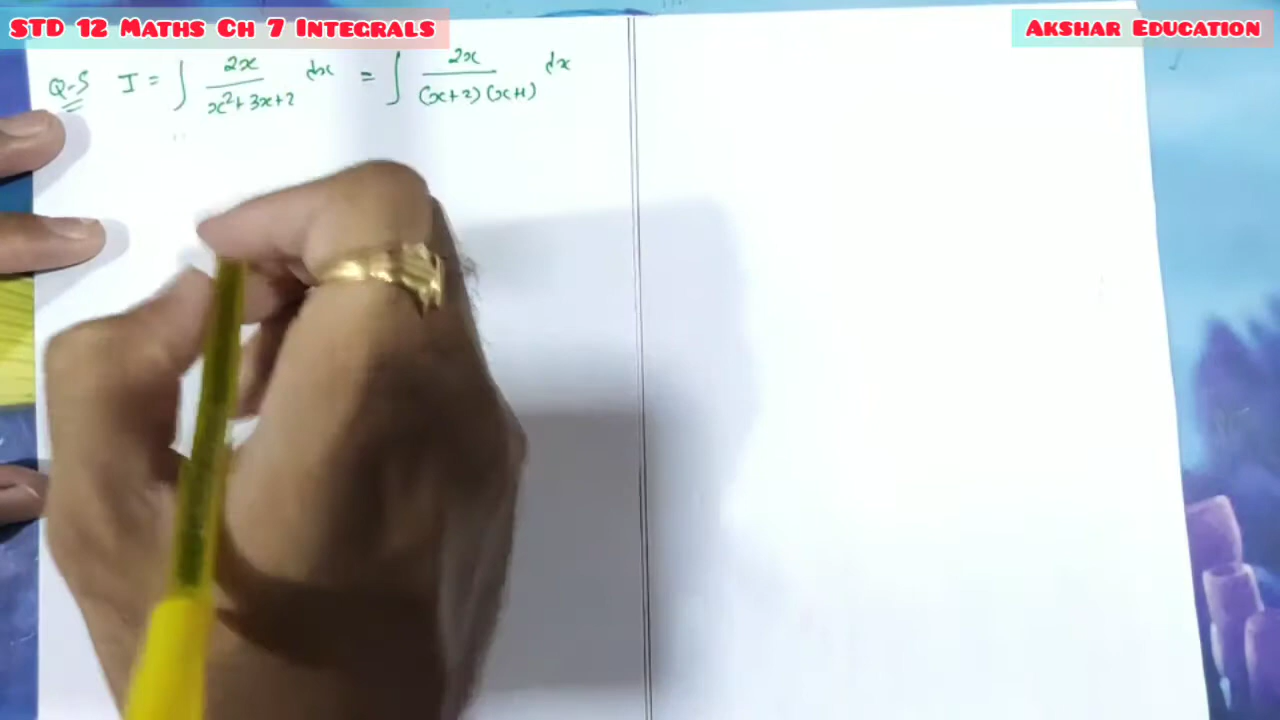 STD 12 Maths Ch 7 Integrals
Akshar Education
Q-5 I = ∫ 2x / x²+3x+2 dx = ∫ 2x / (x+2)(x+1) dx